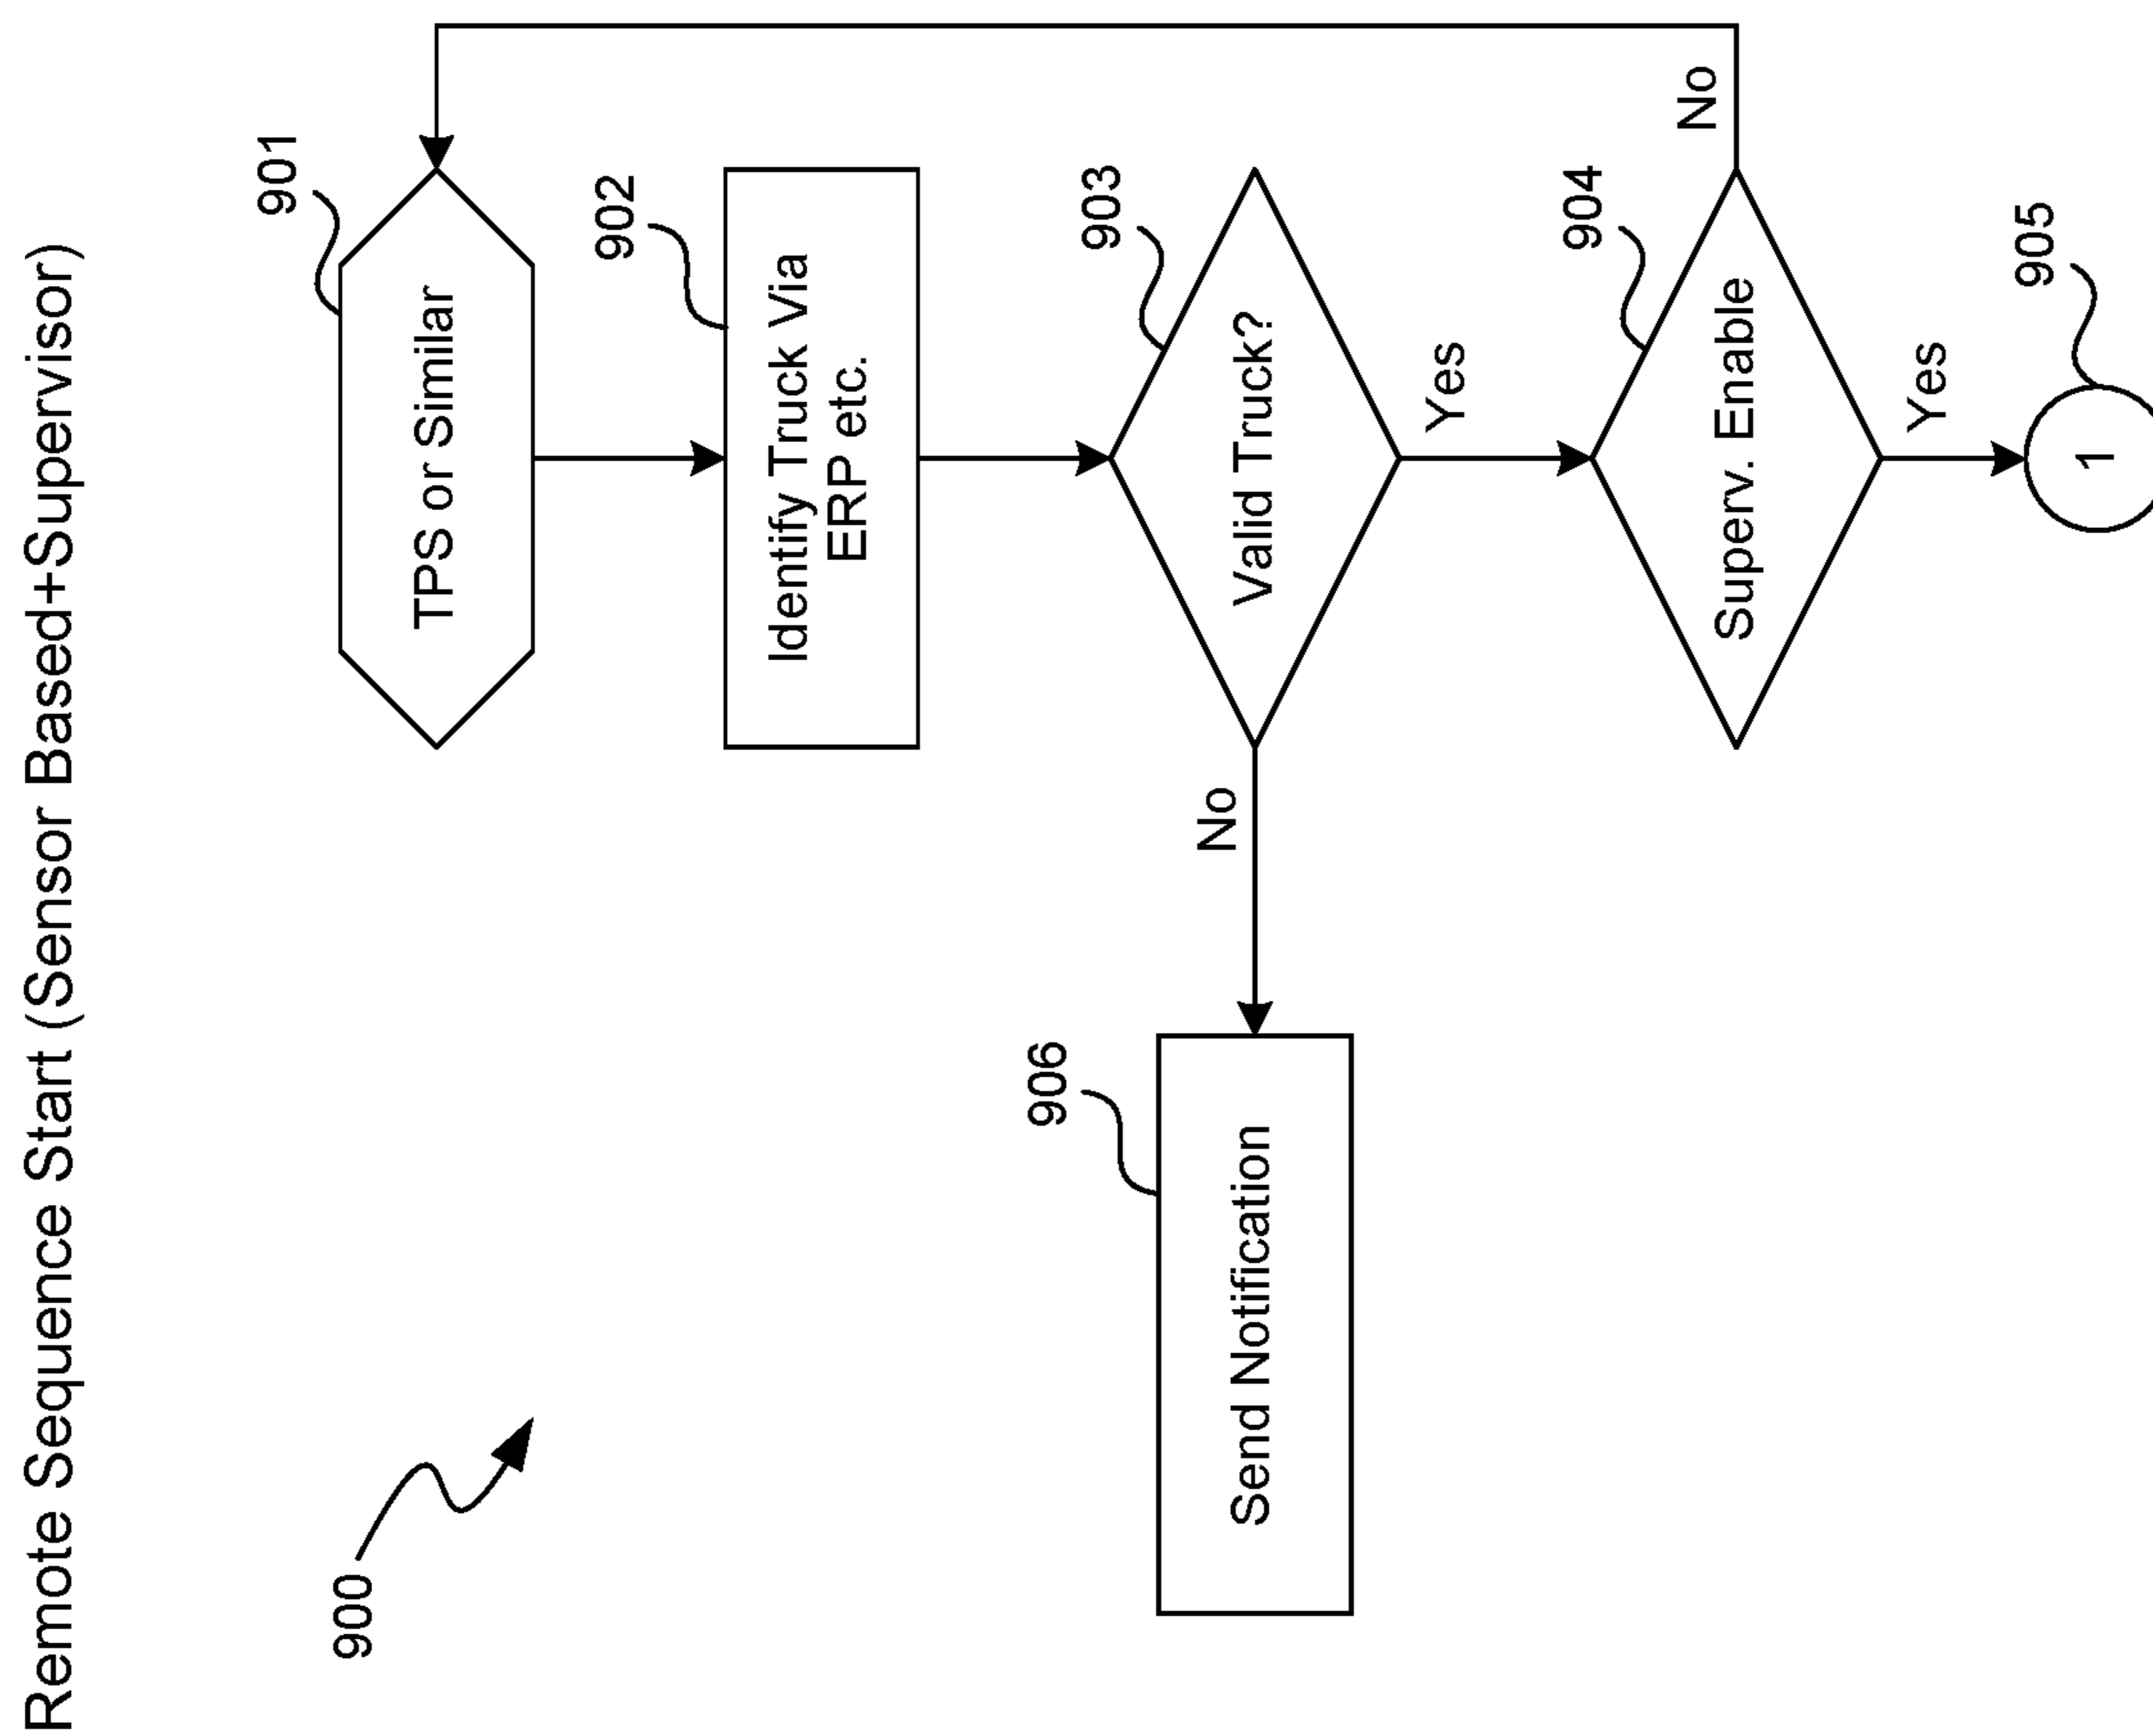 Remote Sequence Start (Sensor Based+Supervisor)
900
901
TPS or Similar
902
Identify Truck Via
ERP etc.
903
Valid Truck?
No
906
Send Notification
Yes
904
Superv. Enable
No
Yes
905
1